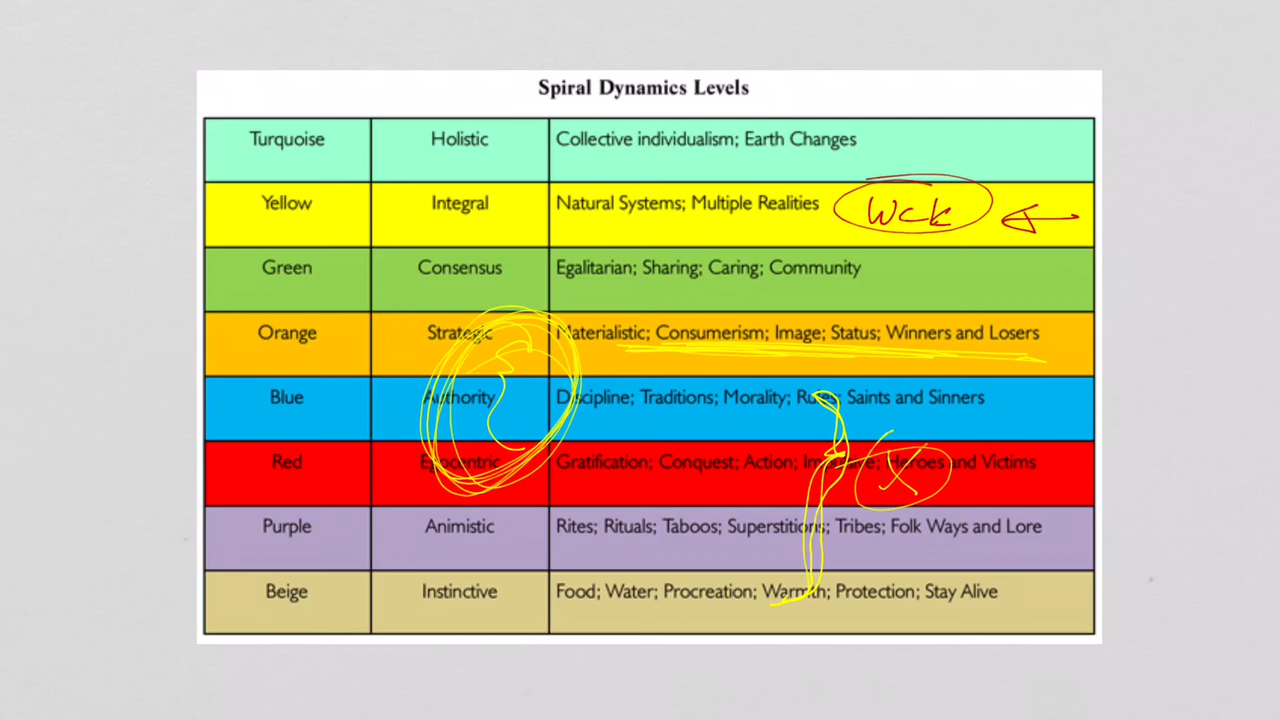 Spiral Dynamics Levels
Turquoise Holistic Collective individualism; Earth Changes
Yellow Integral Natural Systems; Multiple Realities WCK
Green Consensus Egalitarian; Sharing; Caring; Community
Orange Strategic Materialistic; Consumerism; Image; Status; Winners and Losers
Blue Authority Discipline; Traditions; Morality; Rules; Saints and Sinners
Red Egocentric Gratification; Conquest; Action; Impulsive; Heroes and Victims X
Purple Animistic Rites; Rituals; Taboos; Superstitions; Tribes; Folk Ways and Lore
Beige Instinctive Food; Water; Procreation; Warmth; Protection; Stay Alive